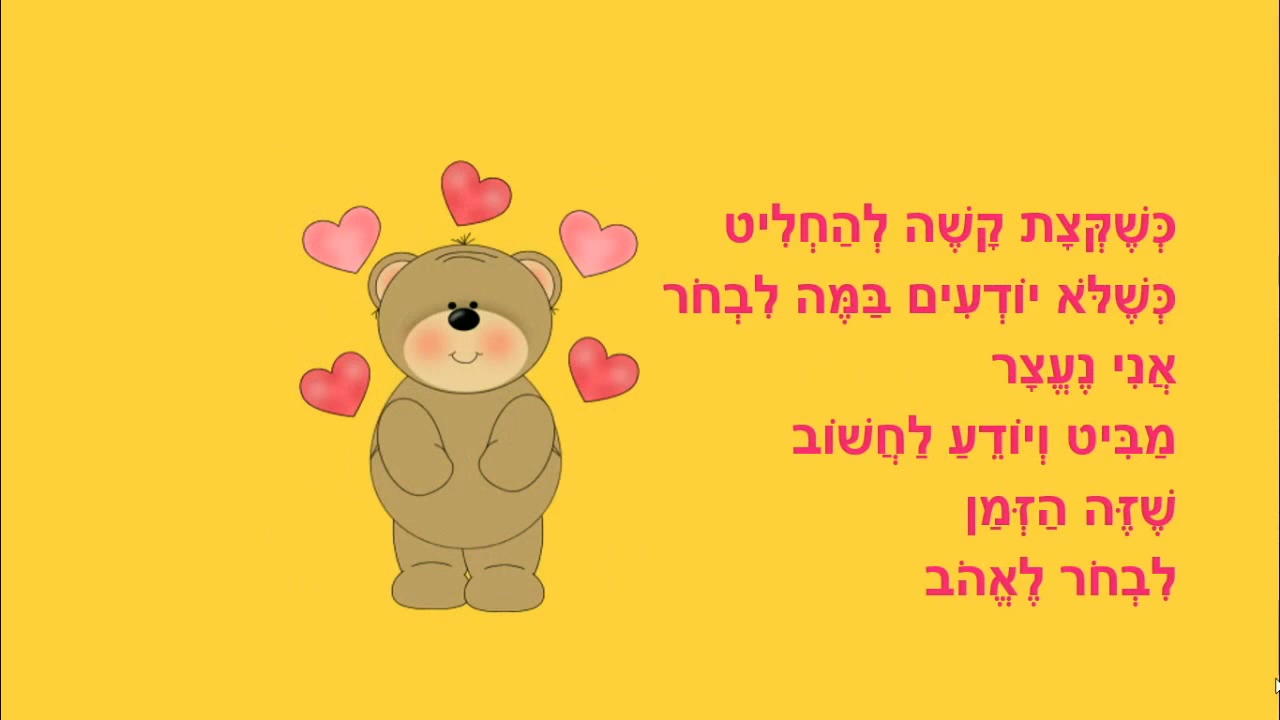 כְּשֶׁקְּצָת קָשֶׁה לְהַחְלִיט
כְּשֶׁלֹּא יוֹדְעִים בַּמֶּה לִבְחֹר
אֲנִי נֶעֱצָר
מַבִּיט וְיוֹדֵעַ לַחֲשׁוֹב
שֶׁזֶּה הַזְּמַן
לִבְחֹר לֶאֱהֹב